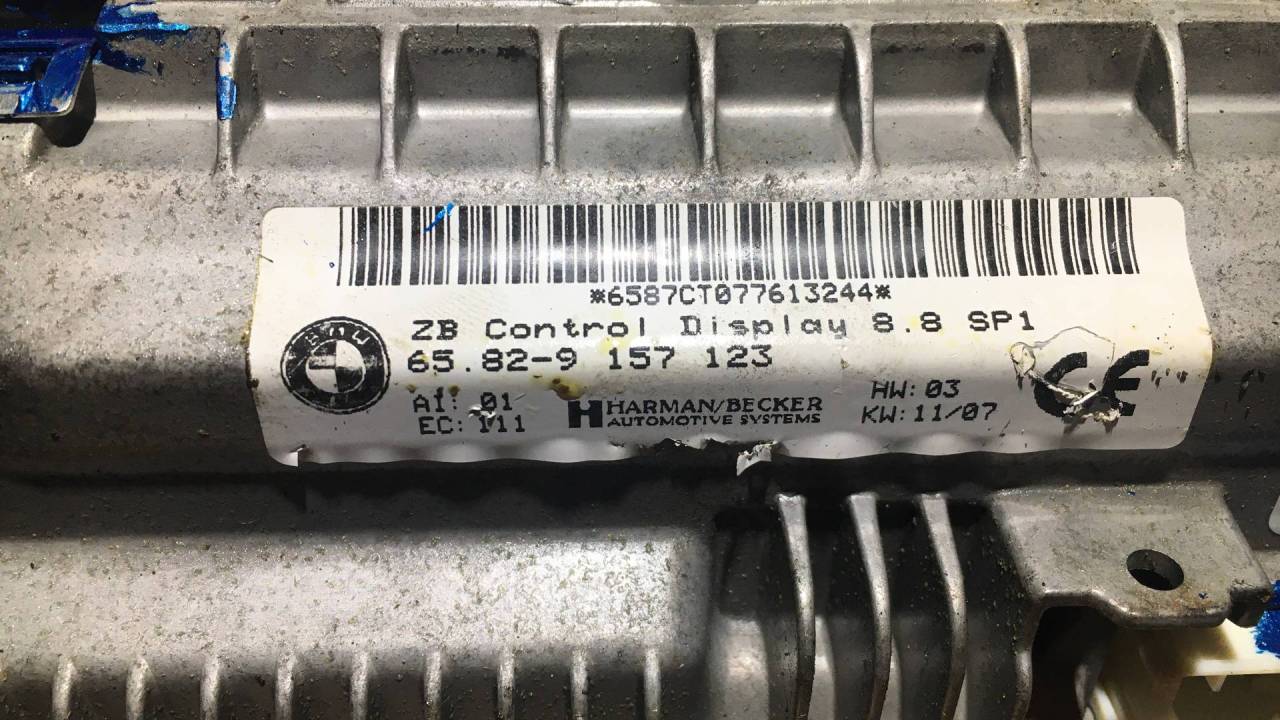 *6587CT077613244*
BMW
ZB Control Display 8.8 SP1
65.82-9 157 123
AI: 01
EC: 111
H HARMAN/BECKER
AUTOMOTIVE SYSTEMS
HW: 03
KW: 11/07
CE